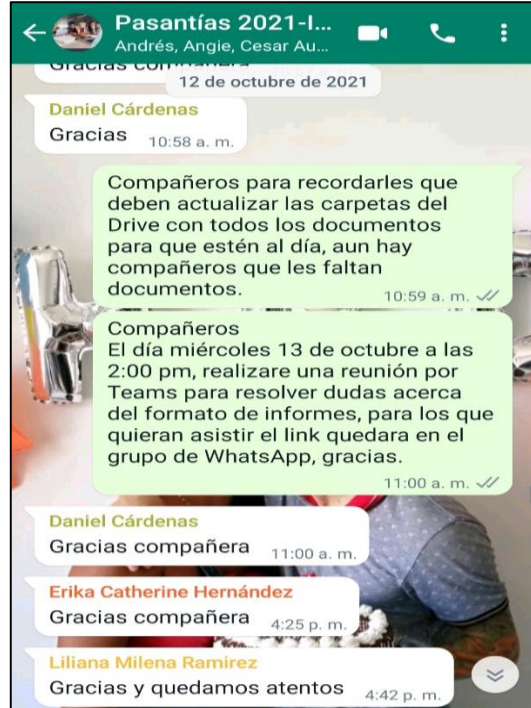 Pasantías 2021-I...
Andrés, Angie, Cesar Au...
Gracias compañera
12 de octubre de 2021
Daniel Cárdenas
Gracias 10:58 a. m.
Compañeros para recordarles que
deben actualizar las carpetas del
Drive con todos los documentos
para que estén al día, aun hay
compañeros que les faltan
documentos. 10:59 a. m.
Compañeros
El día miércoles 13 de octubre a las
2:00 pm, realizare una reunión por
Teams para resolver dudas acerca
del formato de informes, para los que
quieran asistir el link quedara en el
grupo de WhatsApp, gracias.
11:00 a. m.
Daniel Cárdenas
Gracias compañera 11:00 a. m.
Erika Catherine Hernández
Gracias compañera 4:25 p. m.
Liliana Milena Ramirez
Gracias y quedamos atentos 4:42 p. m.